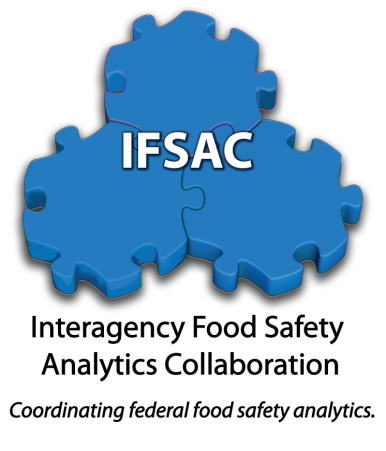 IFSAC
Interagency Food Safety
Analytics Collaboration
Coordinating federal food safety analytics.